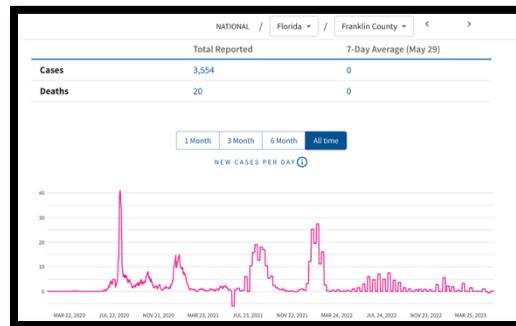 NATIONAL / Florida / Franklin County < >
Total Reported 7-Day Average (May 29)
Cases 3,554 0
Deaths 20 0
1 Month 3 Month 6 Month All time
NEW CASES PER DAY i
40
30
20
10
0
MAR 22, 2020 JUL 22, 2020 NOV 21, 2020 MAR 23, 2021 JUL 23, 2021 NOV 22, 2021 MAR 24, 2022 JUL 24, 2022 NOV 23, 2022 MAR 25, 2023